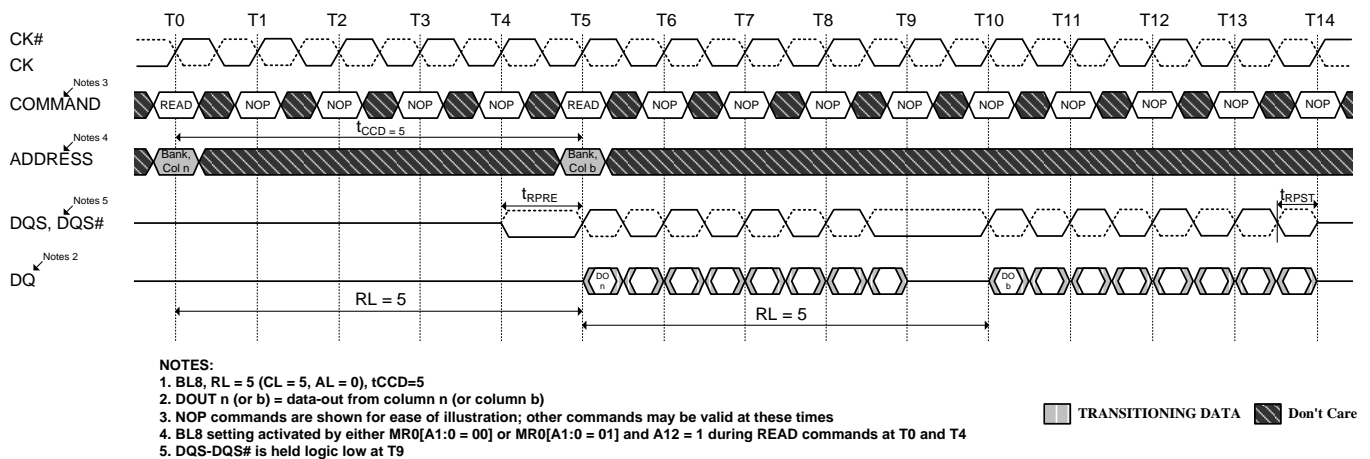 T0 T1 T2 T3 T4 T5 T6 T7 T8 T9 T10 T11 T12 T13 T14
CK#
CK
Notes 3
COMMAND READ NOP NOP NOP NOP READ NOP NOP NOP NOP NOP NOP NOP NOP NOP
tCCD = 5
Notes 4
ADDRESS
Bank, Col n
Bank, Col b
tRPRE
tRPST
Notes 5
DQS, DQS#
Notes 2
DQ
DO n
DO b
RL = 5
RL = 5
NOTES:
1. BL8, RL = 5 (CL = 5, AL = 0), tCCD=5
2. DOUT n (or b) = data-out from column n (or column b)
3. NOP commands are shown for ease of illustration; other commands may be valid at these times
4. BL8 setting activated by either MR0[A1:0 = 00] or MR0[A1:0 = 01] and A12 = 1 during READ commands at T0 and T4
5. DQS-DQS# is held logic low at T9
TRANSITIONING DATA
Don't Care